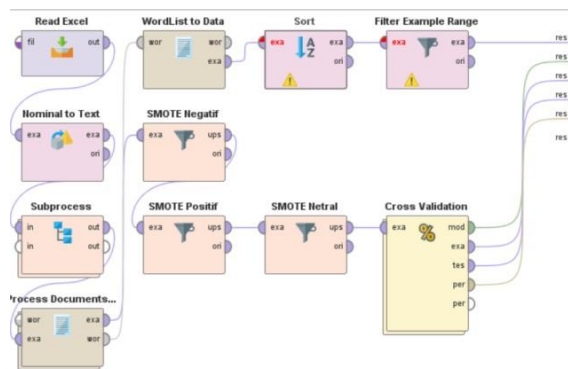 Read Excel
fil
out
WordList to Data
wor
wor
exa
Sort
exa
exa
ori
Filter Example Range
exa
exa
ori
res
res
res
res
res
res
Nominal to Text
exa
exa
ori
SMOTE Negatif
exa
ups
ori
Subprocess
in
out
in
out
SMOTE Positif
exa
ups
ori
SMOTE Netral
exa
ups
ori
Cross Validation
exa
mod
exa
tes
per
per
Process Documents...
wor
exa
exa
wor